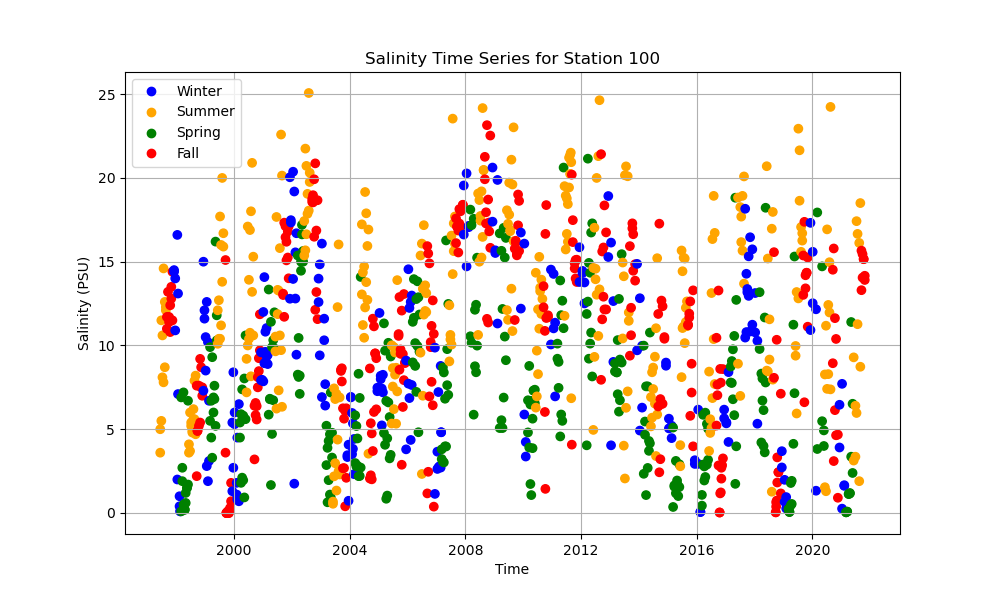 Salinity Time Series for Station 100
Winter
Summer
Spring
Fall
25
20
15
10
5
0
Salinity (PSU)
2000 2004 2008 2012 2016 2020
Time